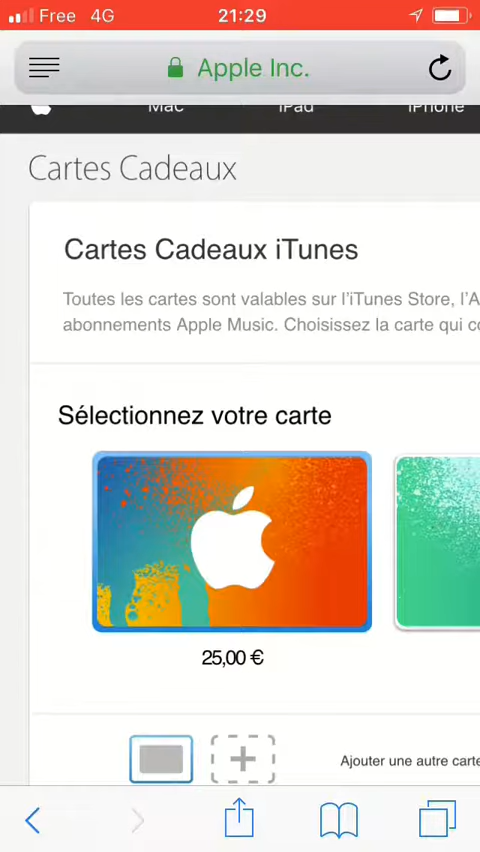 Free 4G 21:29
Apple Inc.
Mac iPad iPhone
Cartes Cadeaux
Cartes Cadeaux iTunes
Toutes les cartes sont valables sur l'iTunes Store, l'A
abonnements Apple Music. Choisissez la carte qui co
Sélectionnez votre carte
25,00 €
Ajouter une autre carte